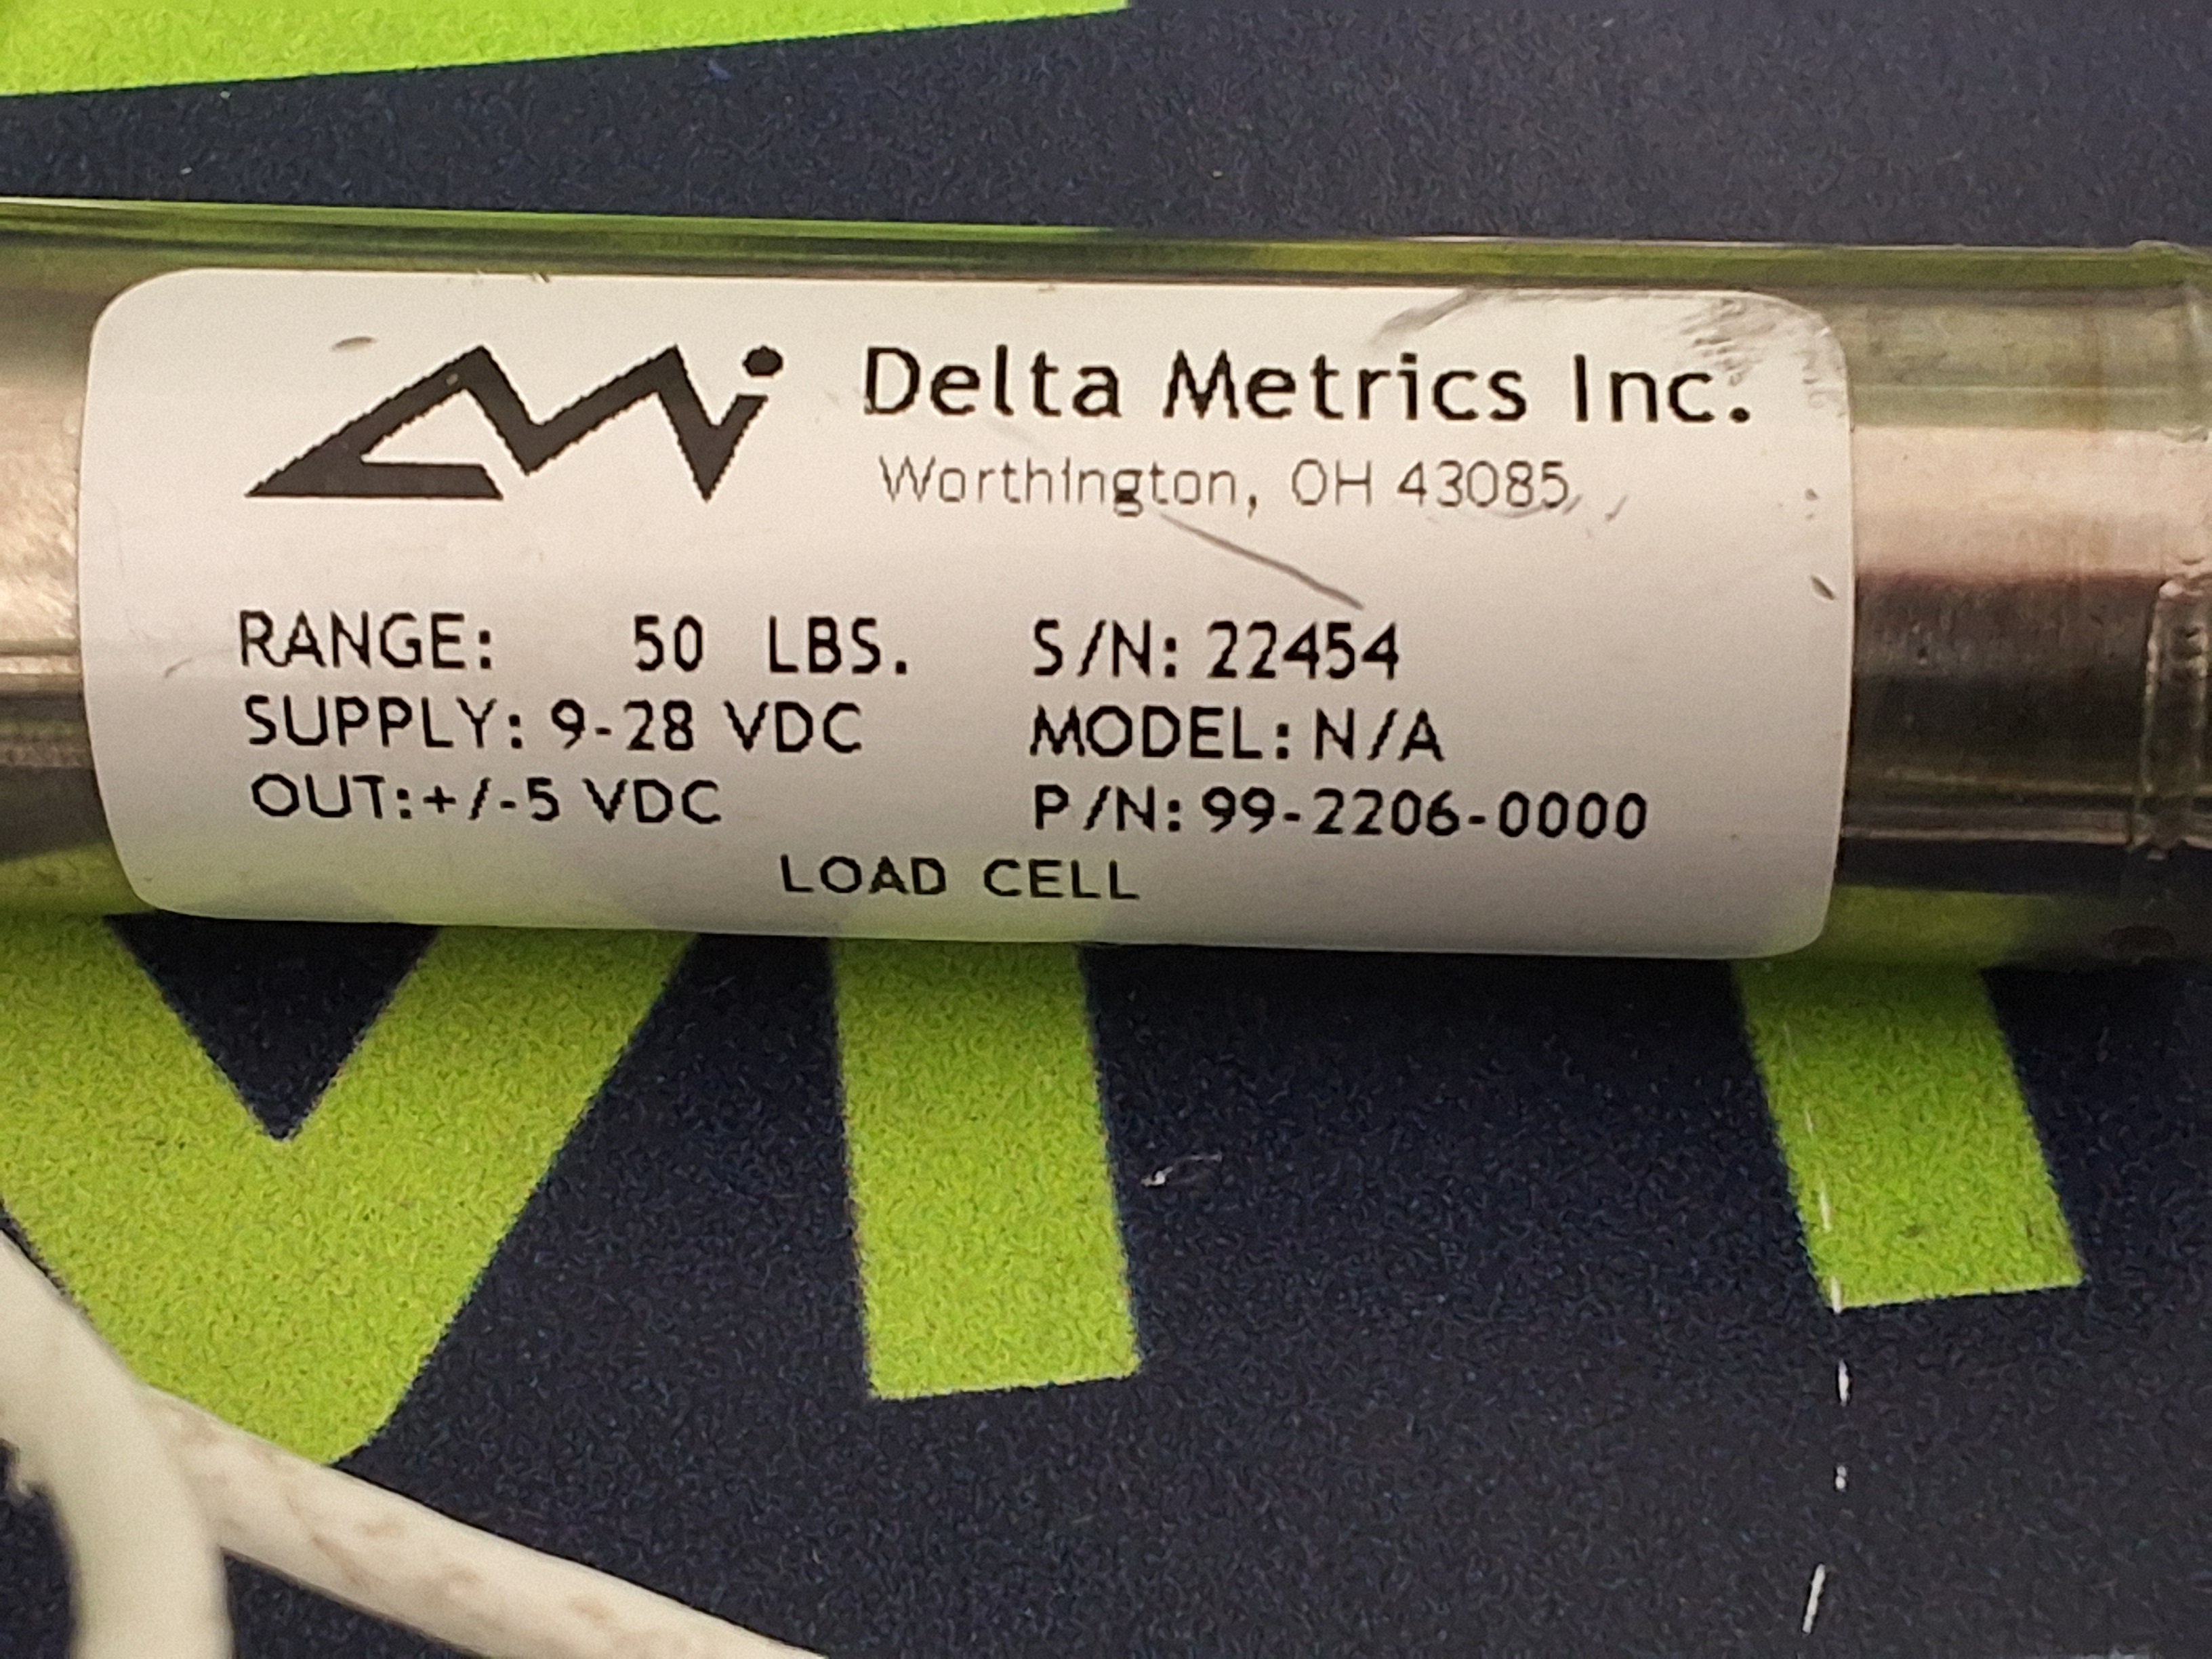 Delta Metrics Inc.
Worthington, OH 43085
RANGE: 50 LBS.
SUPPLY: 9-28 VDC
OUT:+/-5 VDC
S/N: 22454
MODEL: N/A
P/N: 99-2206-0000
LOAD CELL